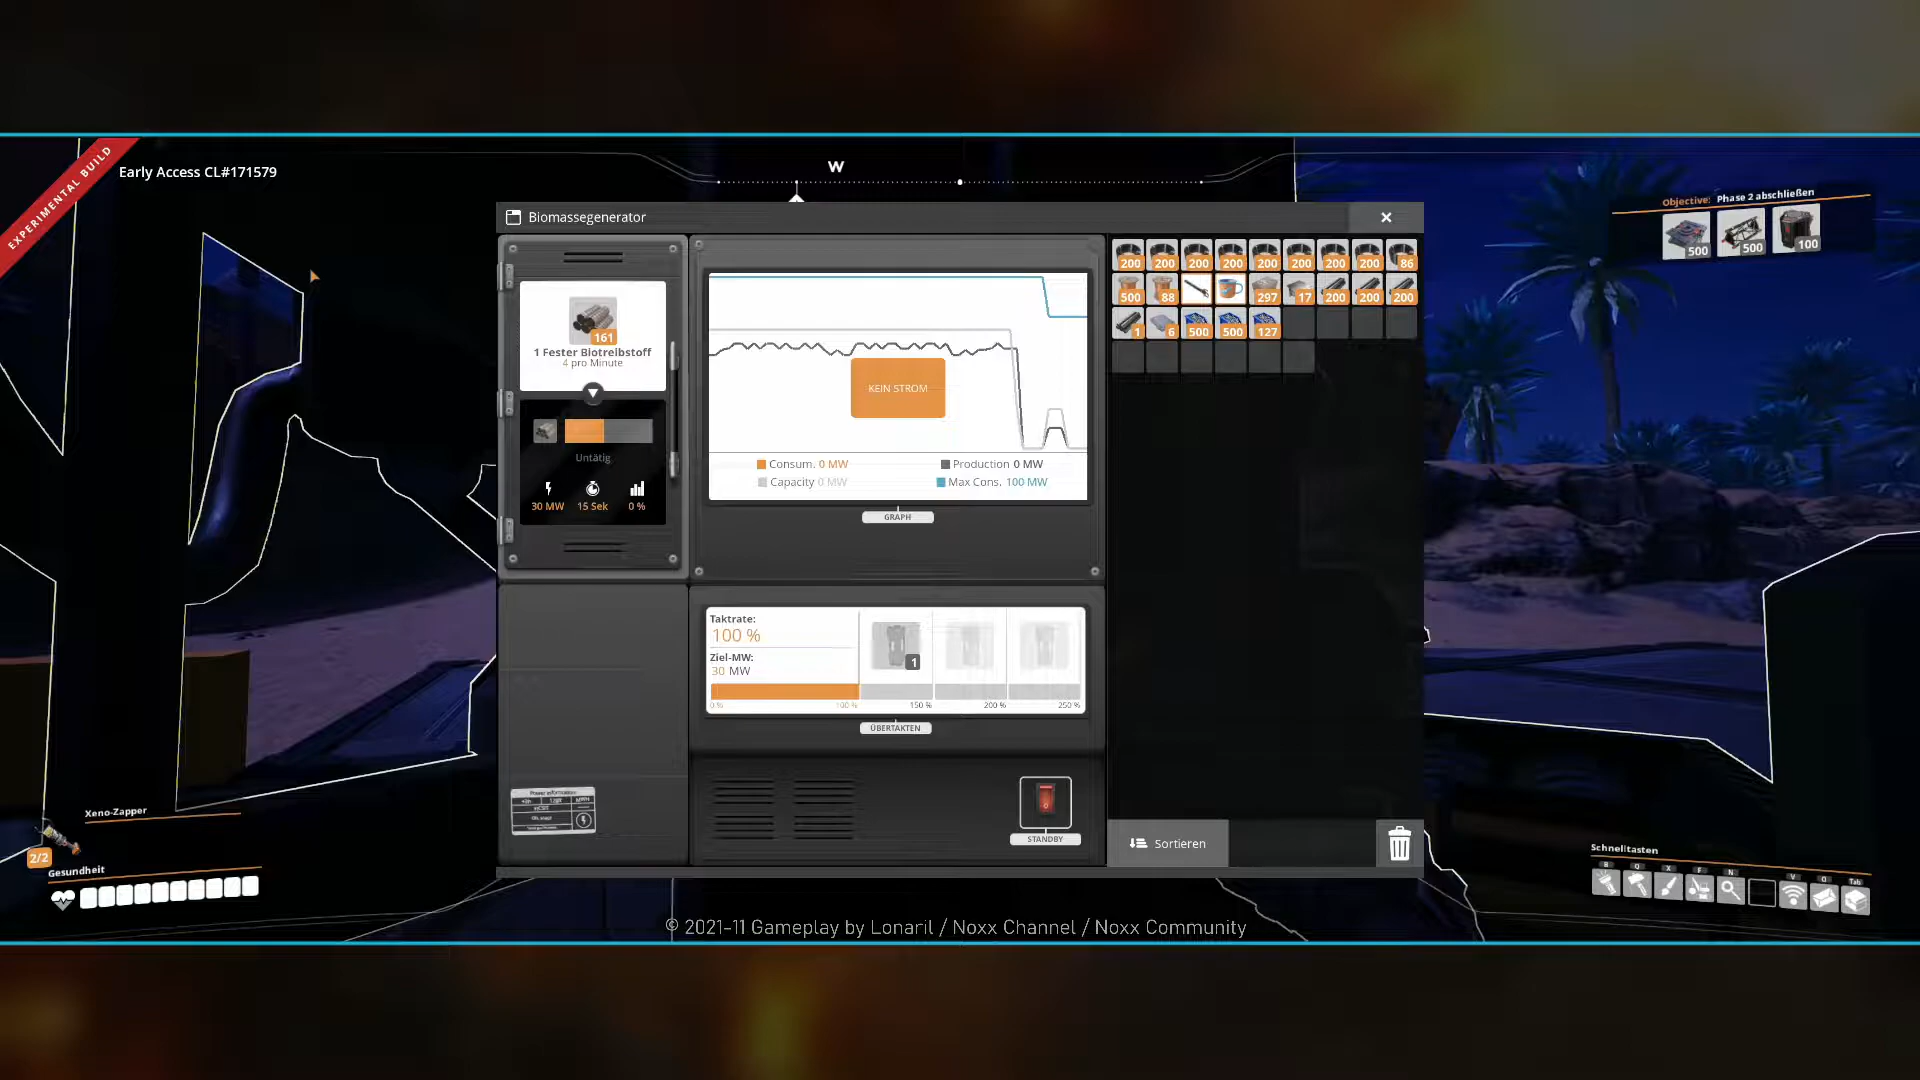 EXPERIMENTAL BUILD
Early Access CL#171579
W
Objective: Phase 2 abschließen
500
500
100
Biomassegenerator
161
1 Fester Biotreibstoff
4 pro Minute
Untätig
30 MW
15 Sek
0 %
KEIN STROM
Consum. 0 MW
Production 0 MW
Capacity 0 MW
Max Cons. 100 MW
GRAPH
Taktrate:
100 %
Ziel-MW:
30 MW
1
0 %
100 %
150 %
200 %
250 %
ÜBERTAKTEN
STANDBY
200 200 200 200 200 200 200 200 86
500 88 297 17 200 200 200
1 6 500 500 127
Sortieren
Xeno-Zapper
2/2
Gesundheit
Schnelltasten
X
F
N
V
O
Tab
© 2021-11 Gameplay by Lonaril / Noxx Channel / Noxx Community